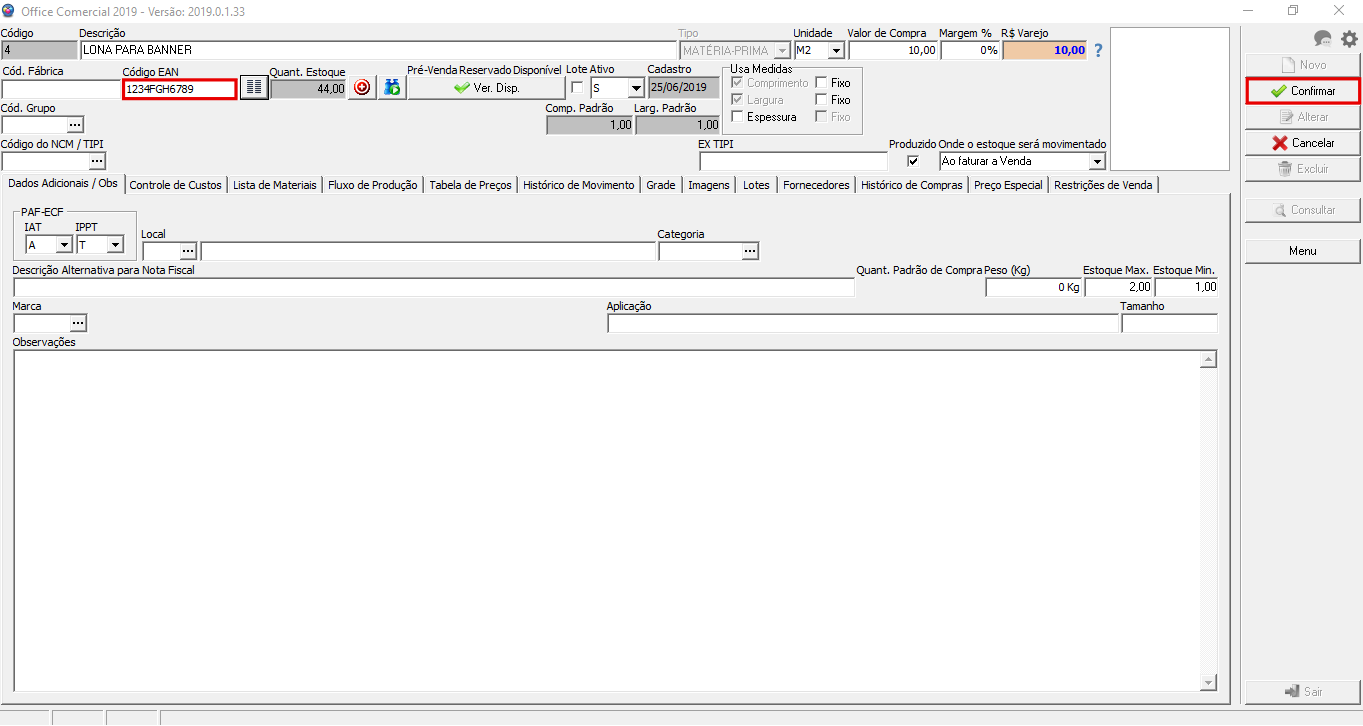 Office Comercial 2019 - Versão: 2019.0.1.33
Código Descrição Tipo Unidade Valor de Compra Margem % R$ Varejo
4 LONA PARA BANNER MATÉRIA-PRIMA M2 10,00 0% 10,00 ?
Cód. Fábrica Código EAN Quant. Estoque Pré-Venda Reservado Disponível Lote Ativo Cadastro Usa Medidas
1234FGH6789 44,00 Ver. Disp. S 25/06/2019 Comprimento Fixo
Largura Fixo
Espessura Fixo
Cód. Grupo Comp. Padrão Larg. Padrão
... 1,00 1,00
Código do NCM / TIPI EX TIPI Produzido Onde o estoque será movimentado
... Ao faturar a Venda
Dados Adicionais / Obs Controle de Custos Lista de Materiais Fluxo de Produção Tabela de Preços Histórico de Movimento Grade Imagens Lotes Fornecedores Histórico de Compras Preço Especial Restrições de Venda
PAF-ECF
IAT IPPT Local Categoria
A T ... ...
Descrição Alternativa para Nota Fiscal Quant. Padrão de Compra Peso (Kg) Estoque Max. Estoque Min.
0 Kg 2,00 1,00
Marca Aplicação Tamanho
...
Observações
Novo
Confirmar
Alterar
Cancelar
Excluir
Consultar
Menu
Sair